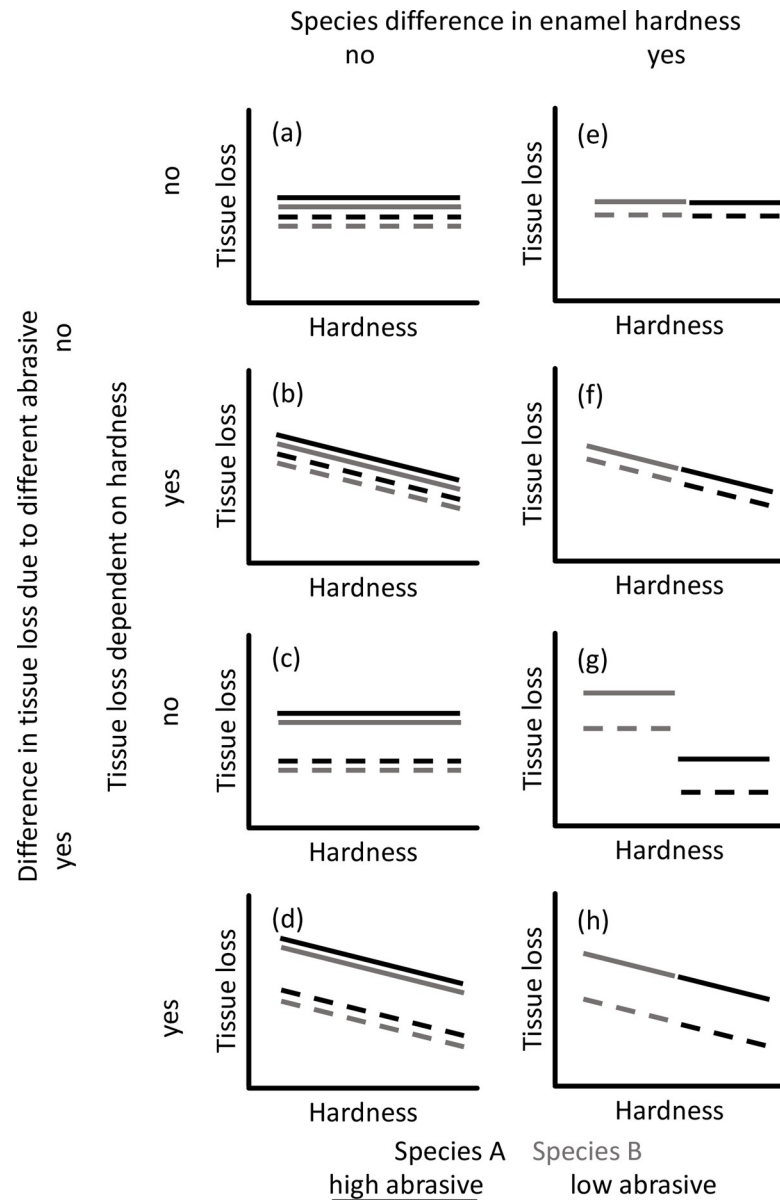 Species difference in enamel hardness
no
yes
Difference in tissue loss due to different abrasive
no
yes
Tissue loss dependent on hardness
no
yes
no
yes
(a)
Tissue loss
Hardness
(e)
Tissue loss
Hardness
(b)
Tissue loss
Hardness
(f)
Tissue loss
Hardness
(c)
Tissue loss
Hardness
(g)
Tissue loss
Hardness
(d)
Tissue loss
Hardness
(h)
Tissue loss
Hardness
Species A Species B
high abrasive low abrasive